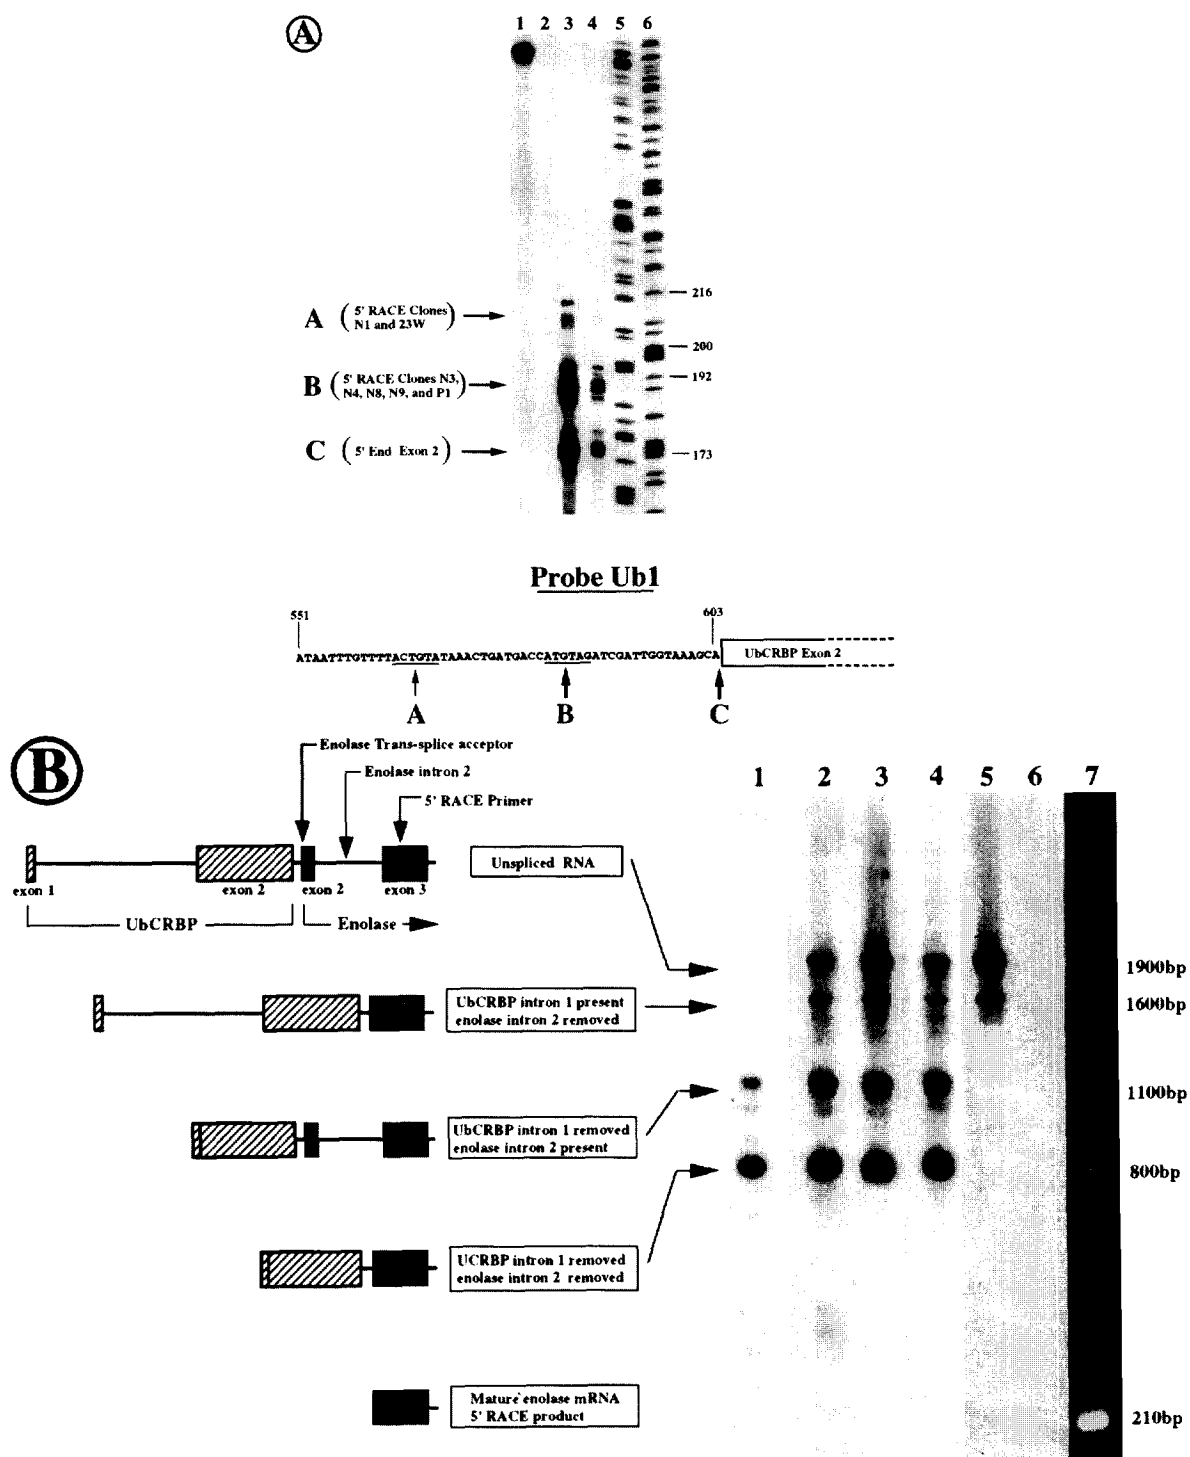 A
1 2 3 4 5 6
216
A (5' RACE Clones
N1 and 23W)
200
B (5' RACE Clones N3,
N4, N8, N9, and P1)
192
C (5' End Exon 2)
173
Probe Ub1
551
603
ATAATTTGTTTTACTGTATAAACTGATGACCATGTAGATCGATTGGTAAAGCA
UbCRBP Exon 2
A
B
C
B
Enolase Trans-splice acceptor
Enolase intron 2
5' RACE Primer
exon 1
exon 2
exon 2
exon 3
UbCRBP
Enolase
1 2 3 4 5 6 7
Unspliced RNA
1900bp
UbCRBP intron 1 present
enolase intron 2 removed
1600bp
UbCRBP intron 1 removed
enolase intron 2 present
1100bp
800bp
UCRBP intron 1 removed
enolase intron 2 removed
Mature enolase mRNA
5' RACE product
210bp